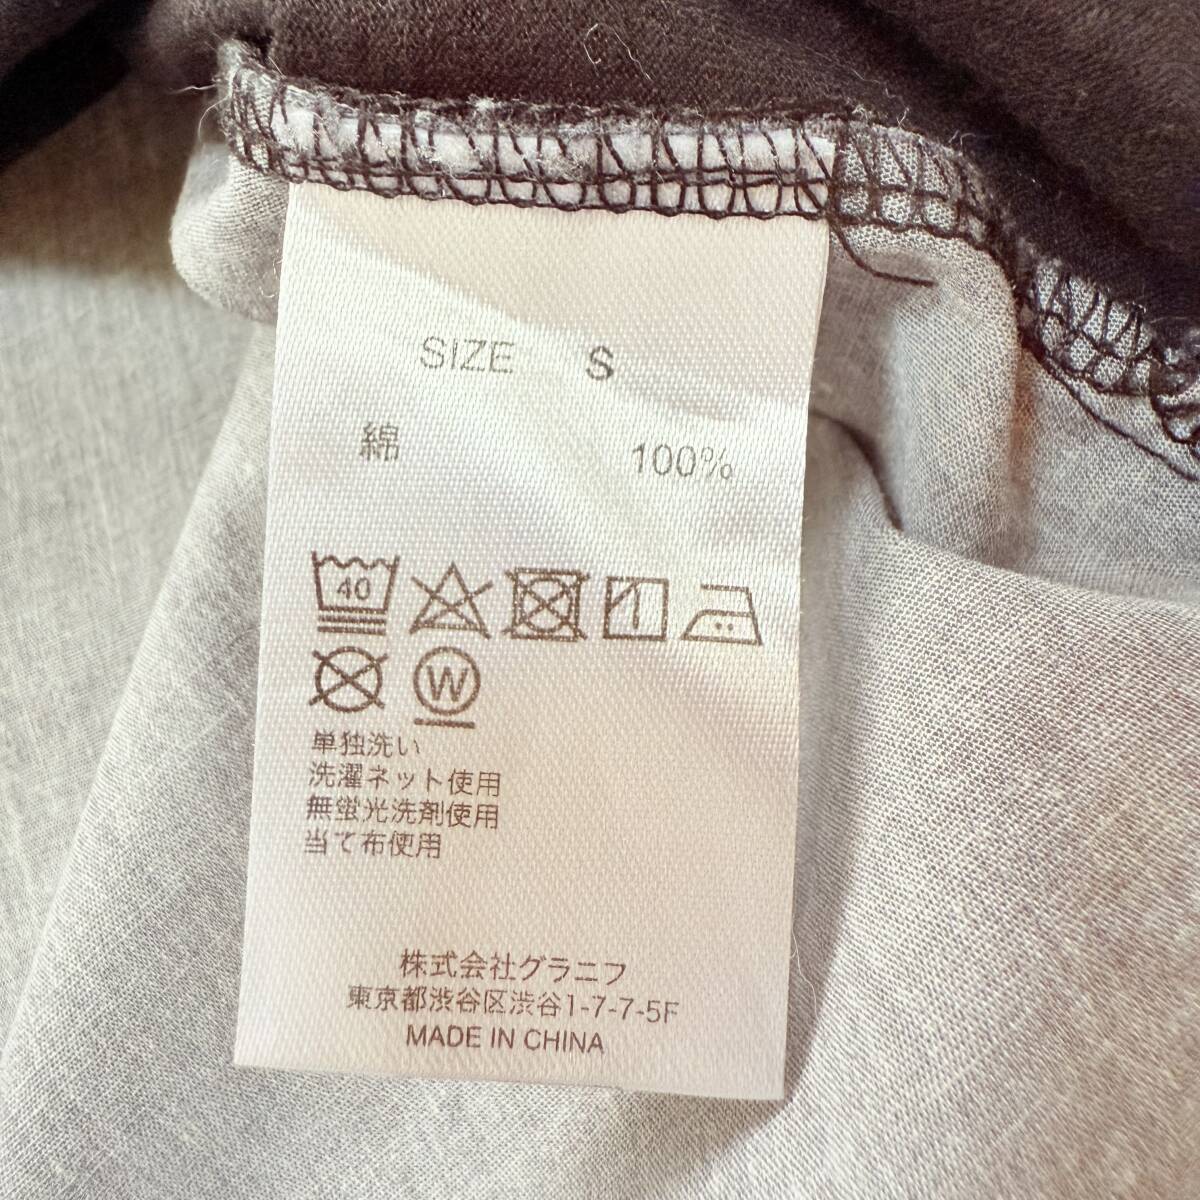 SIZE S
綿 100%
40
W
単独洗い
洗濯ネット使用
無蛍光洗剤使用
当て布使用
株式会社グラニフ
東京都渋谷区渋谷1-7-7-5F
MADE IN CHINA